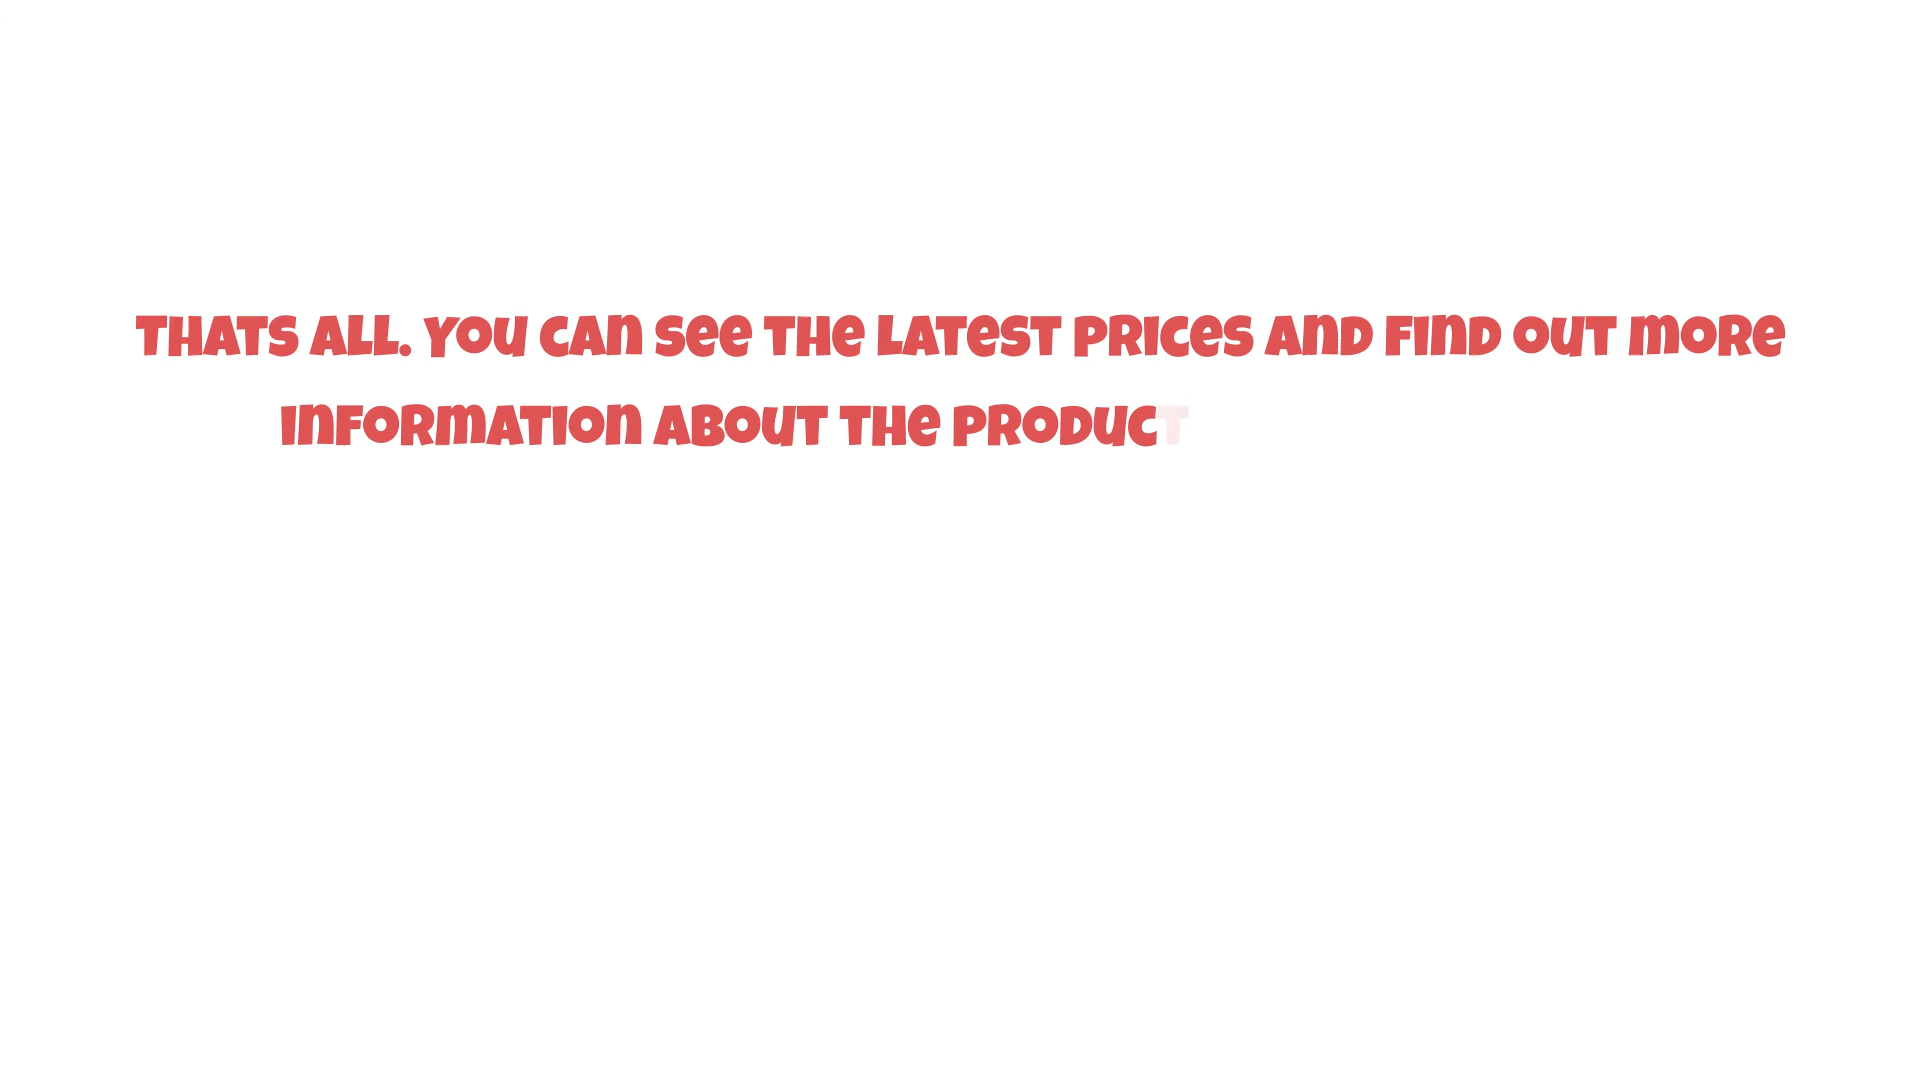 THATS ALL. YOU CAN SEE THE LATEST PRICES AND FIND OUT MORE
INFORMATION ABOUT THE PRODUCT